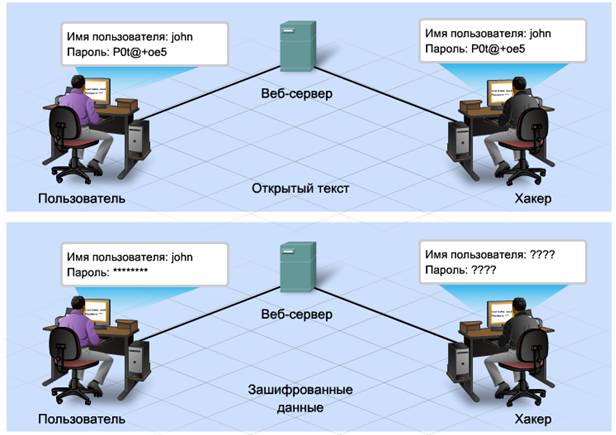 Имя пользователя: john
Пароль: P0t@+oe5
Имя пользователя: john
Пароль: P0t@+oe5
Веб-сервер
Пользователь
Открытый текст
Хакер
Имя пользователя: john
Пароль: ********
Имя пользователя: ????
Пароль: ????
Веб-сервер
Пользователь
Зашифрованные
данные
Хакер